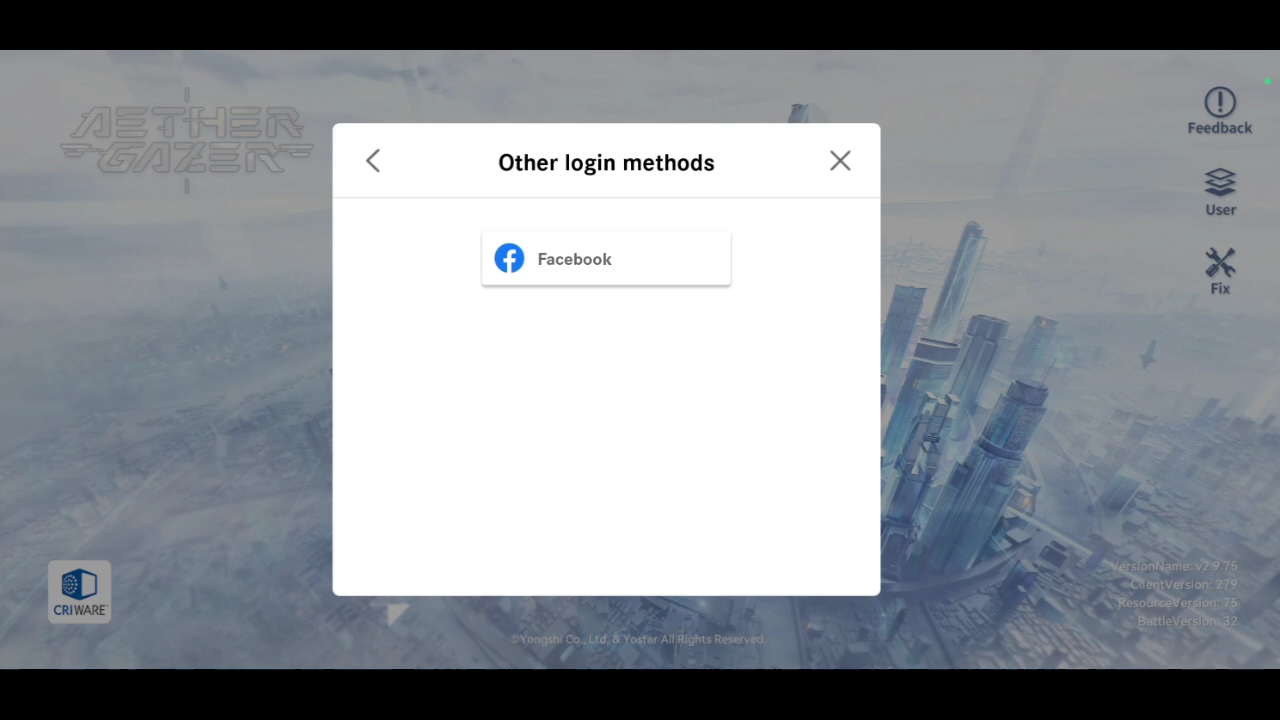 AETHER
GAZER
Other login methods
Facebook
Feedback
User
Fix
CRIWARE
VersionName: v2.9.75
ClientVersion: 279
ResourceVersion: 75
BattleVersion: 32
©Yongshi Co., Ltd. & Yostar All Rights Reserved.